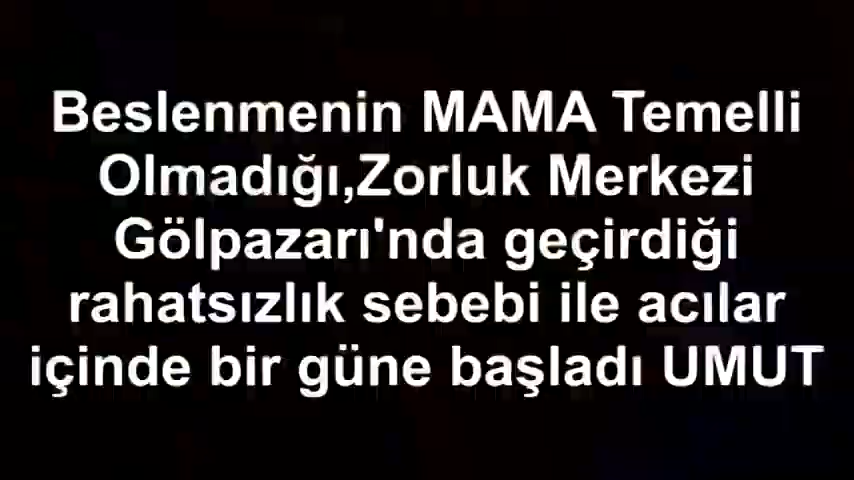 Beslenmenin MAMA Temelli
Olmadığı,Zorluk Merkezi
Gölpazarı'nda geçirdiği
rahatsızlık sebebi ile acılar
içinde bir güne başladı UMUT